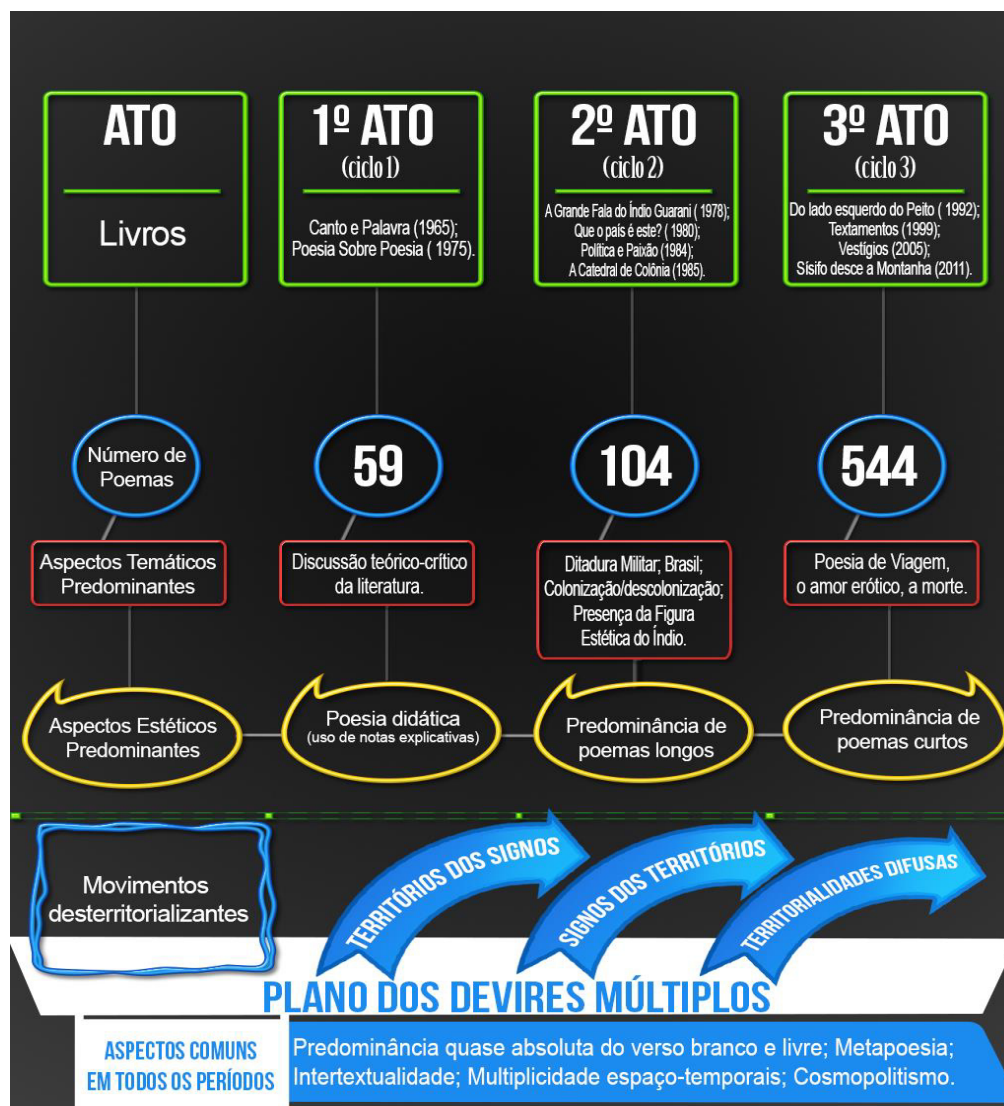 ATO
Livros
1º ATO
(ciclo 1)
Canto e Palavra (1965);
Poesia Sobre Poesia ( 1975).
2º ATO
(ciclo 2)
A Grande Fala do Índio Guarani ( 1978);
Que o país é este? ( 1980);
Política e Paixão (1984);
A Catedral de Colônia (1985).
3º ATO
(ciclo 3)
Do lado esquerdo do Peito ( 1992);
Textamentos (1999);
Vestígios (2005);
Sísifo desce a Montanha (2011).
Número de
Poemas
59
104
544
Aspectos Temáticos
Predominantes
Discussão teórico-crítico
da literatura.
Ditadura Militar; Brasil;
Colonização/descolonização;
Presença da Figura
Estética do Índio.
Poesia de Viagem,
o amor erótico, a morte.
Aspectos Estéticos
Predominantes
Poesia didática
(uso de notas explicativas)
Predominância de
poemas longos
Predominância de
poemas curtos
Movimentos
desterritorializantes
TERRITÓRIOS DOS SIGNOS
SIGNOS DOS TERRITÓRIOS
TERRITORIALIDADES DIFUSAS
PLANO DOS DEVIRES MÚLTIPLOS
ASPECTOS COMUNS
EM TODOS OS PERÍODOS
Predominância quase absoluta do verso branco e livre; Metapoesia;
Intertextualidade; Multiplicidade espaço-temporais; Cosmopolitismo.